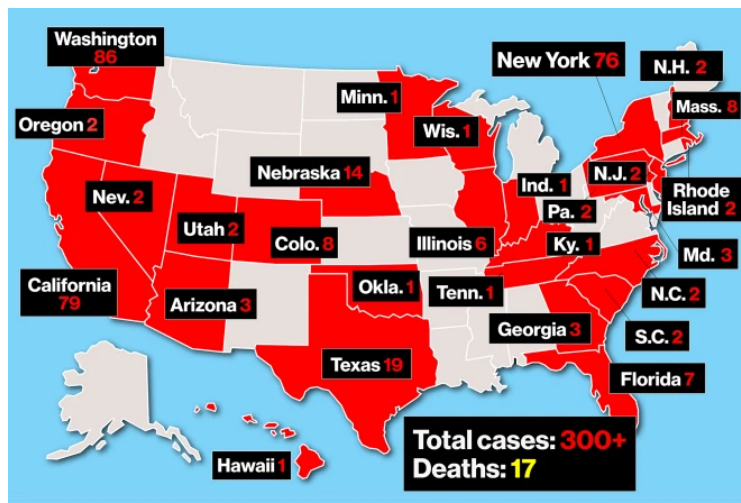 Washington
86
New York 76
N.H. 2
Minn. 1
Mass. 8
Oregon 2
Wis. 1
Nebraska 14
N.J. 2
Ind. 1
Nev. 2
Rhode
Island 2
Pa. 2
Utah 2
Colo. 8
Illinois 6
Ky. 1
Md. 3
California
79
Arizona 3
Okla. 1
Tenn. 1
N.C. 2
Georgia 3
S.C. 2
Texas 19
Florida 7
Total cases: 300+
Deaths: 17
Hawaii 1